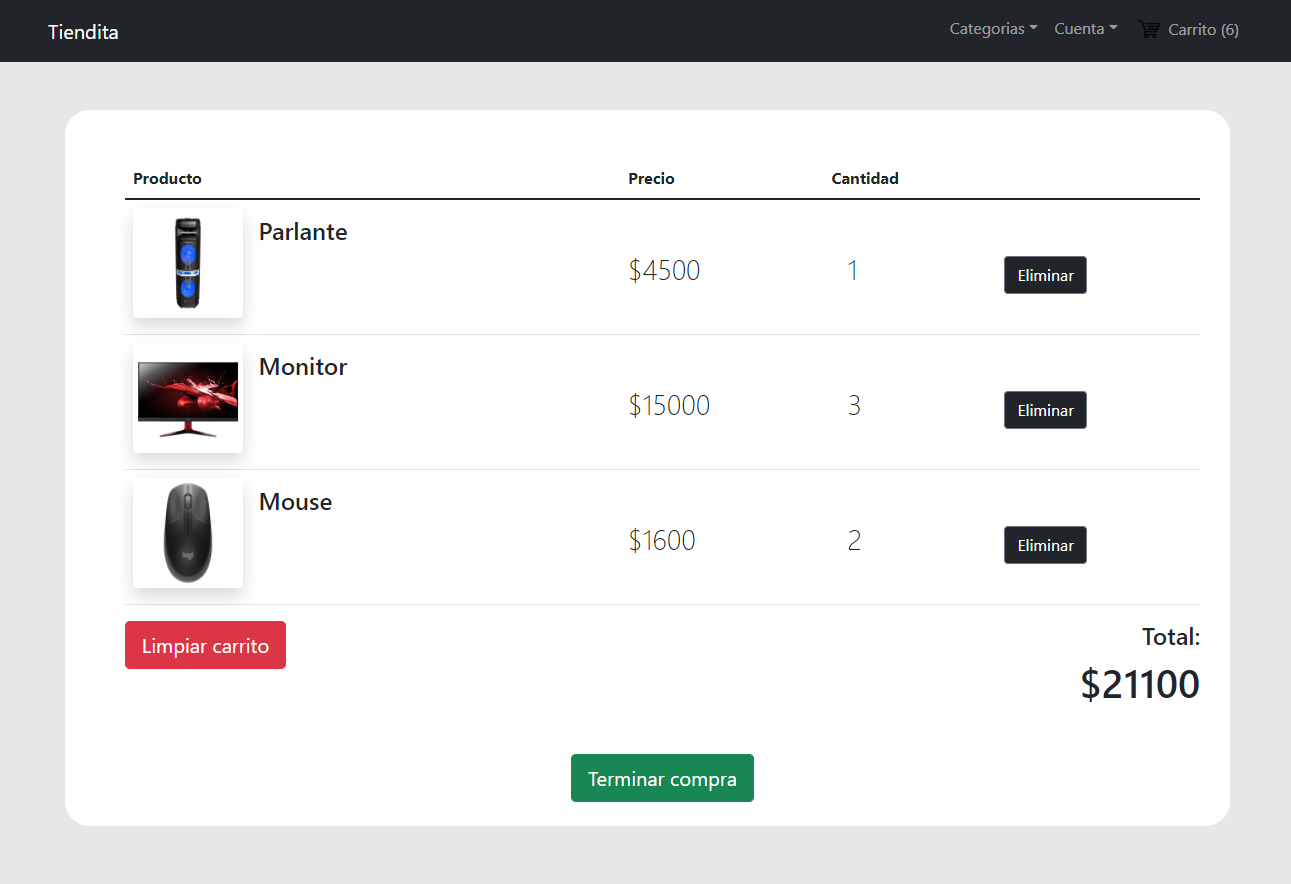 Tiendita
Categorias Cuenta Carrito (6)
Producto Precio Cantidad
Parlante
$4500 1 Eliminar
Monitor
$15000 3 Eliminar
Mouse
logi
$1600 2 Eliminar
Limpiar carrito
Total:
$21100
Terminar compra